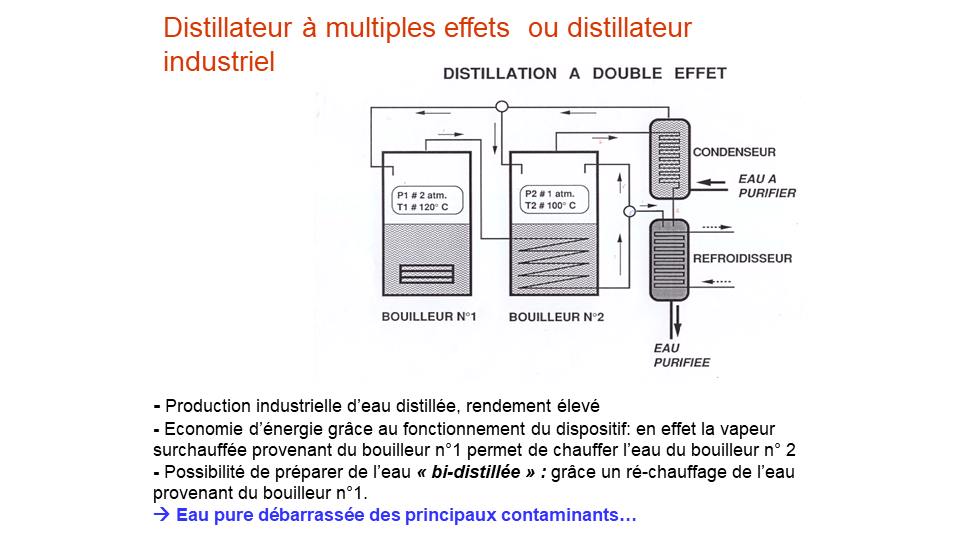 Distillateur à multiples effets ou distillateur
industriel
DISTILLATION A DOUBLE EFFET
CONDENSEUR
EAU A
PURIFIER
P1 # 2 atm.
T1 # 120° C
P2 # 1 atm.
T2 # 100° C
REFROIDISSEUR
BOUILLEUR N°1
BOUILLEUR N°2
EAU
PURIFIEE
- Production industrielle d'eau distillée, rendement élevé
- Economie d'énergie grâce au fonctionnement du dispositif: en effet la vapeur
surchauffée provenant du bouilleur n°1 permet de chauffer l'eau du bouilleur n° 2
- Possibilité de préparer de l'eau « bi-distillée » : grâce un ré-chauffage de l'eau
provenant du bouilleur n°1.
→ Eau pure débarrassée des principaux contaminants…